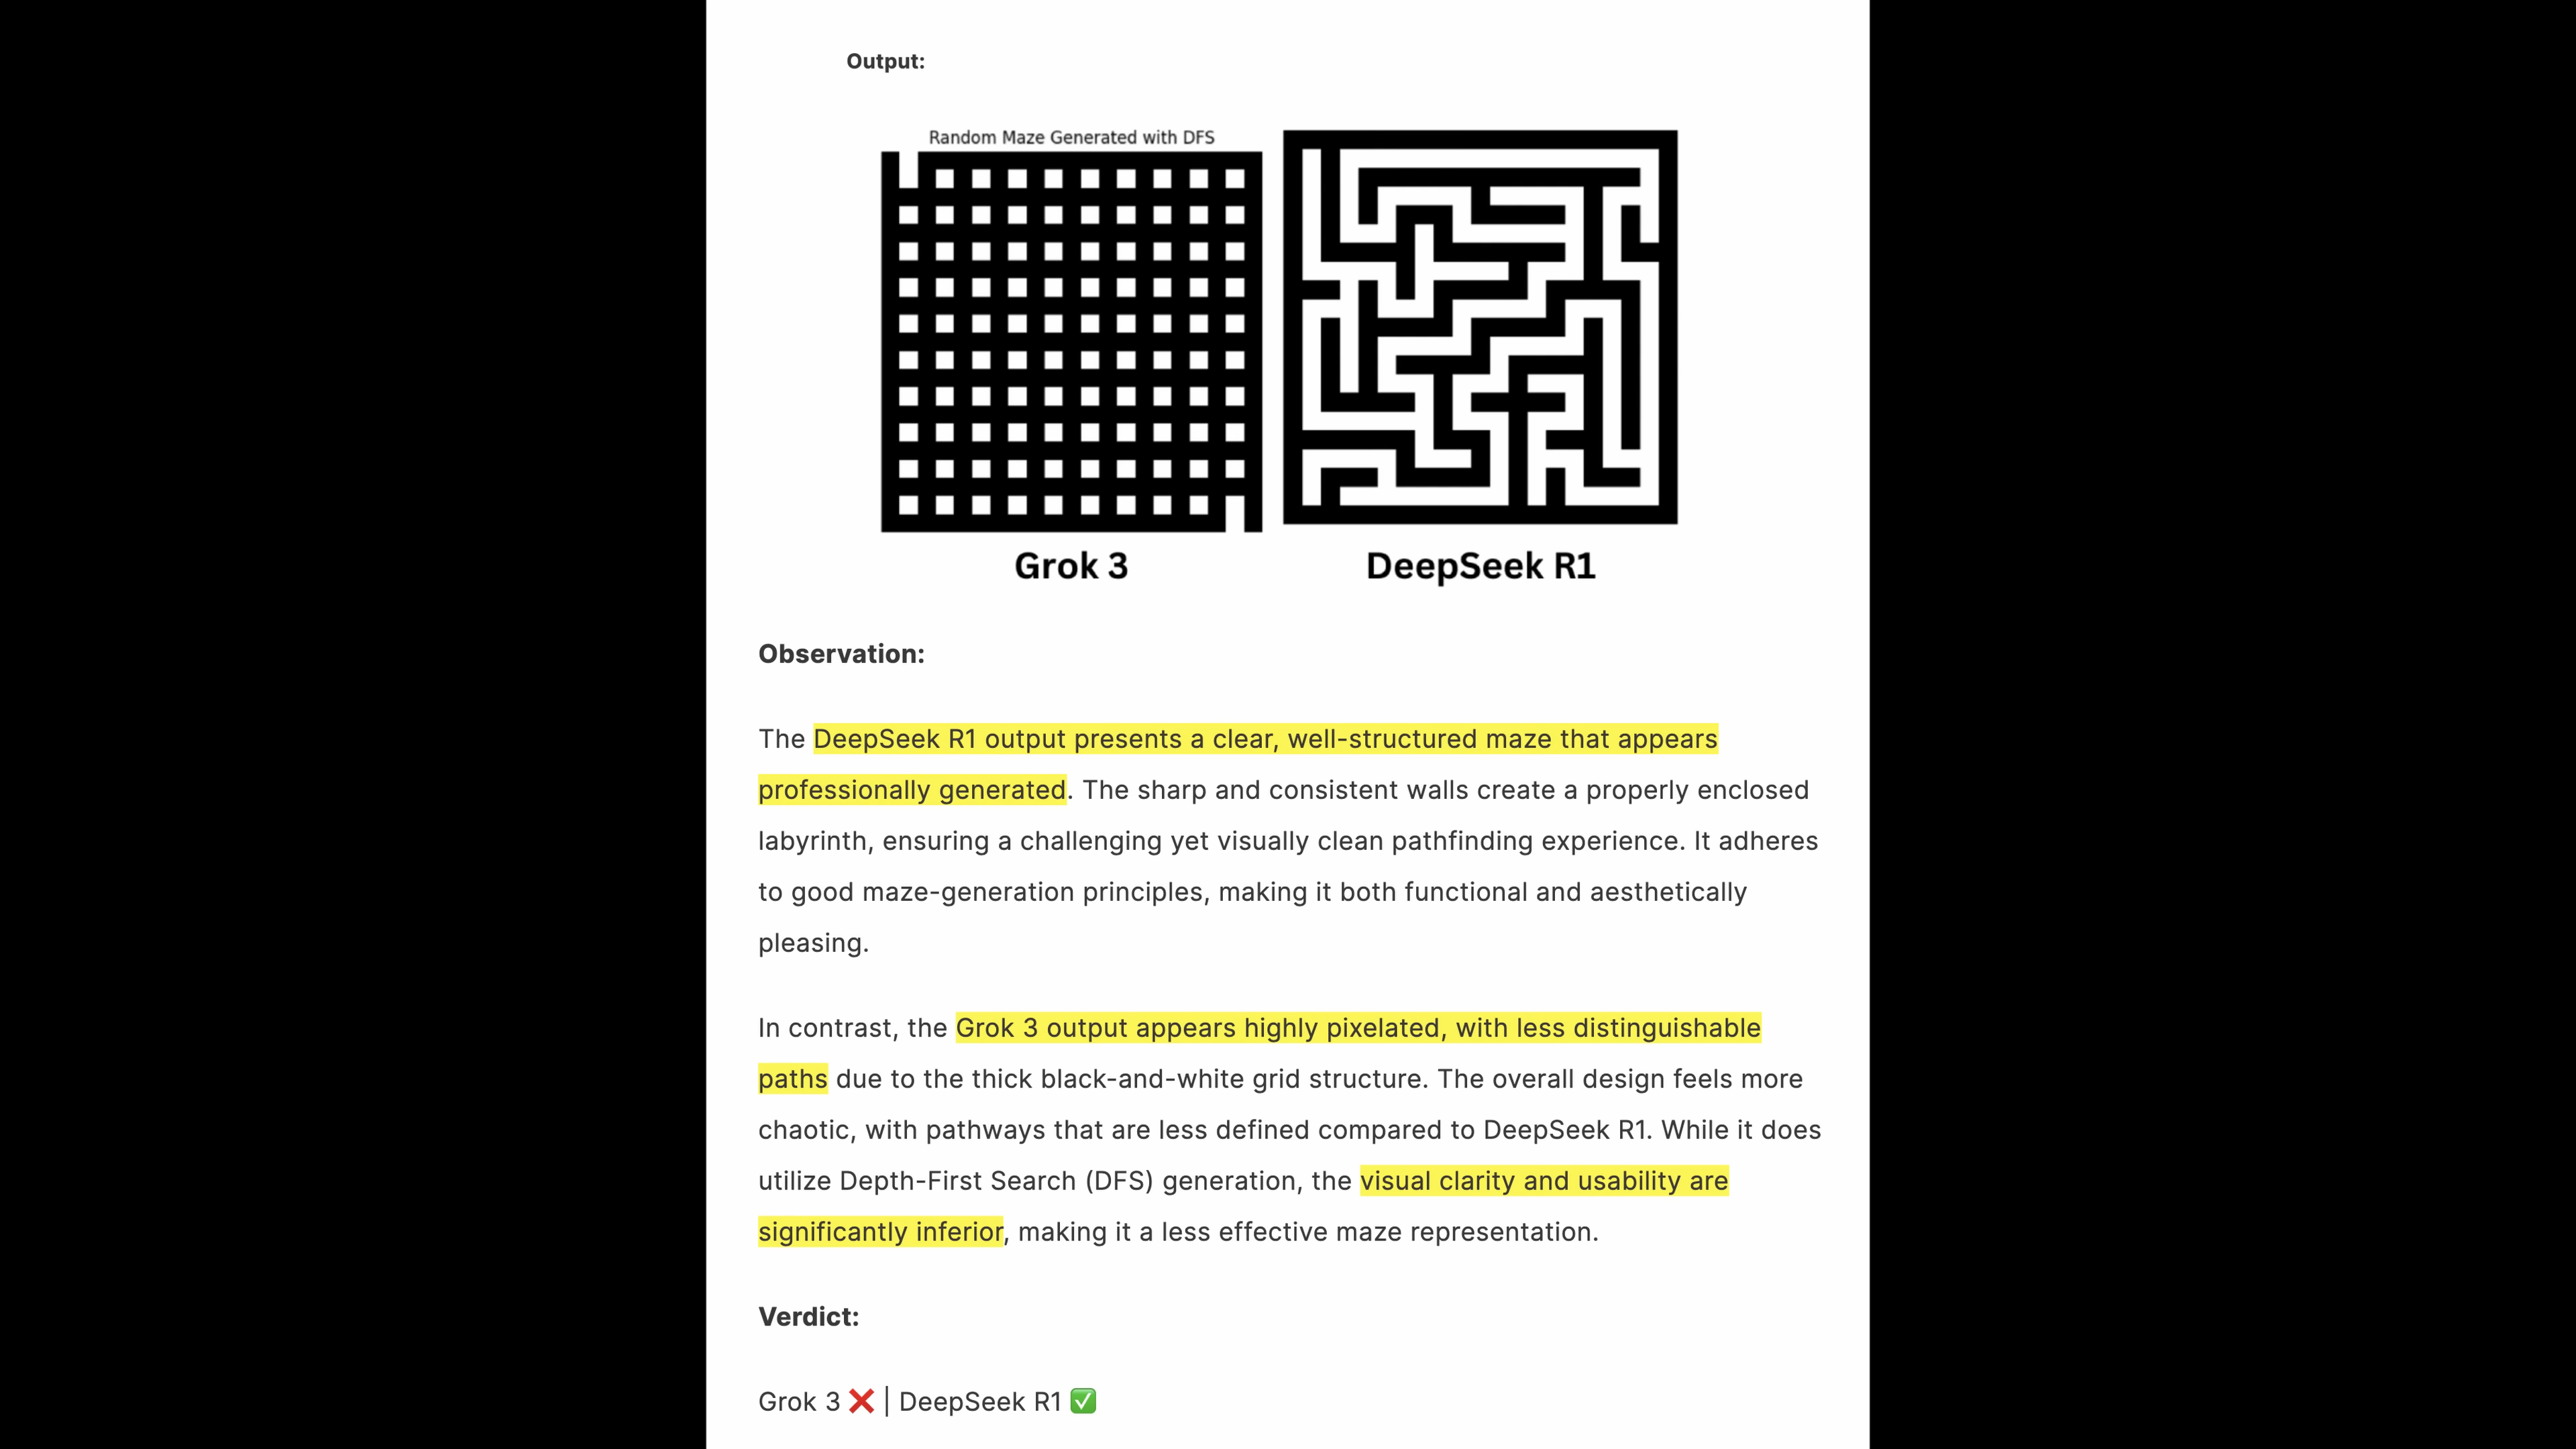 Output:
Random Maze Generated with DFS
Grok 3
DeepSeek R1
Observation:
The DeepSeek R1 output presents a clear, well-structured maze that appears
professionally generated. The sharp and consistent walls create a properly enclosed
labyrinth, ensuring a challenging yet visually clean pathfinding experience. It adheres
to good maze-generation principles, making it both functional and aesthetically
pleasing.
In contrast, the Grok 3 output appears highly pixelated, with less distinguishable
paths due to the thick black-and-white grid structure. The overall design feels more
chaotic, with pathways that are less defined compared to DeepSeek R1. While it does
utilize Depth-First Search (DFS) generation, the visual clarity and usability are
significantly inferior, making it a less effective maze representation.
Verdict:
Grok 3 ❌ | DeepSeek R1 ✅